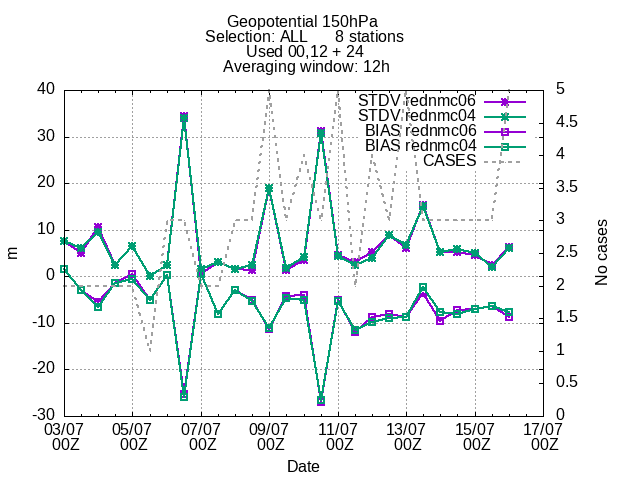 Geopotential 150hPa
Selection: ALL 8 stations
Used 00,12 + 24
Averaging window: 12h
STDV rednmc06
STDV rednmc04
BIAS rednmc06
BIAS rednmc04
CASES
40
30
20
10
0
-10
-20
-30
m
5
4.5
4
3.5
3
2.5
2
1.5
1
0.5
0
No cases
03/07 05/07 07/07 09/07 11/07 13/07 15/07 17/07
00Z 00Z 00Z 00Z 00Z 00Z 00Z 00Z
Date